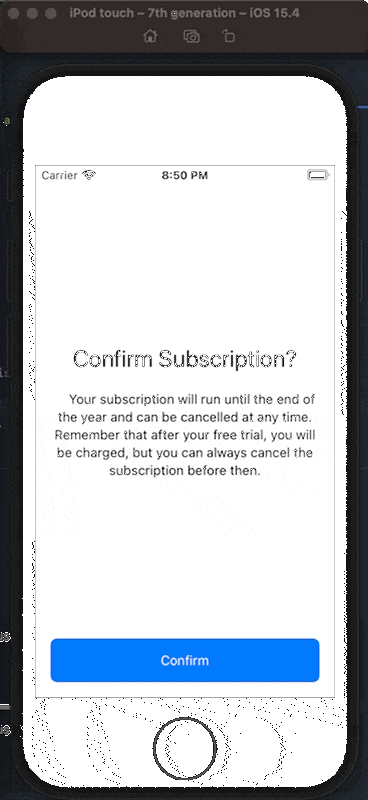 iPod touch – 7th generation – iOS 15.4
Carrier 8:50 PM
Confirm Subscription?
Your subscription will run until the end of
the year and can be cancelled at any time.
Remember that after your free trial, you will
be charged, but you can always cancel the
subscription before then.
Confirm